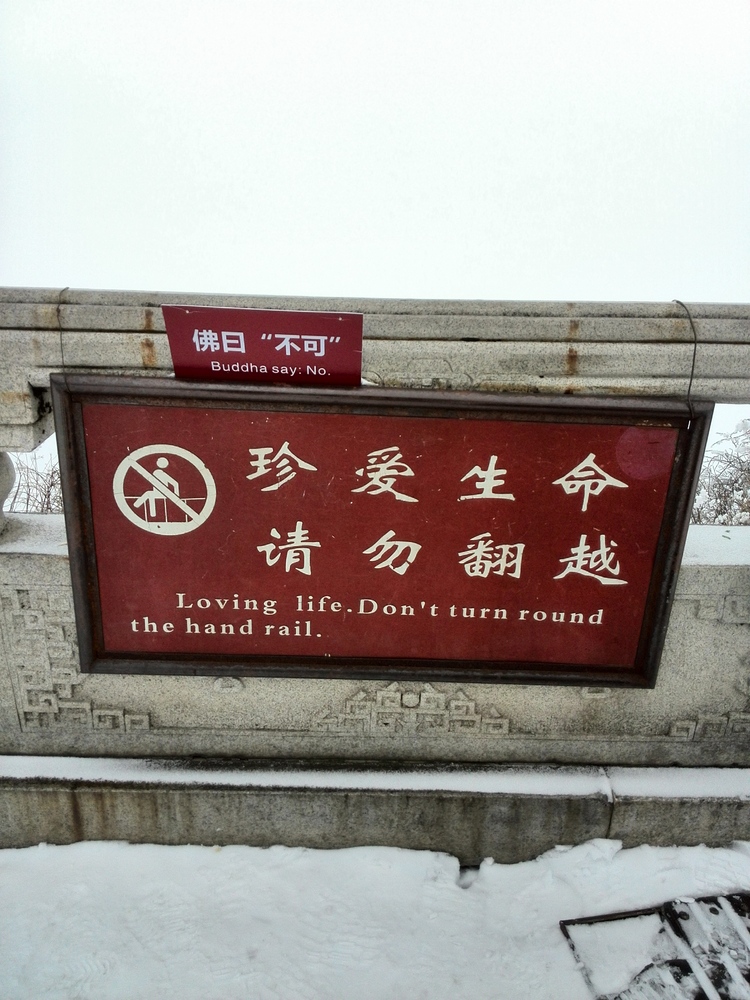 佛曰“不可”
Buddha say: No.
珍爱生命
请勿翻越
Loving life.Don't turn round
the hand rail.